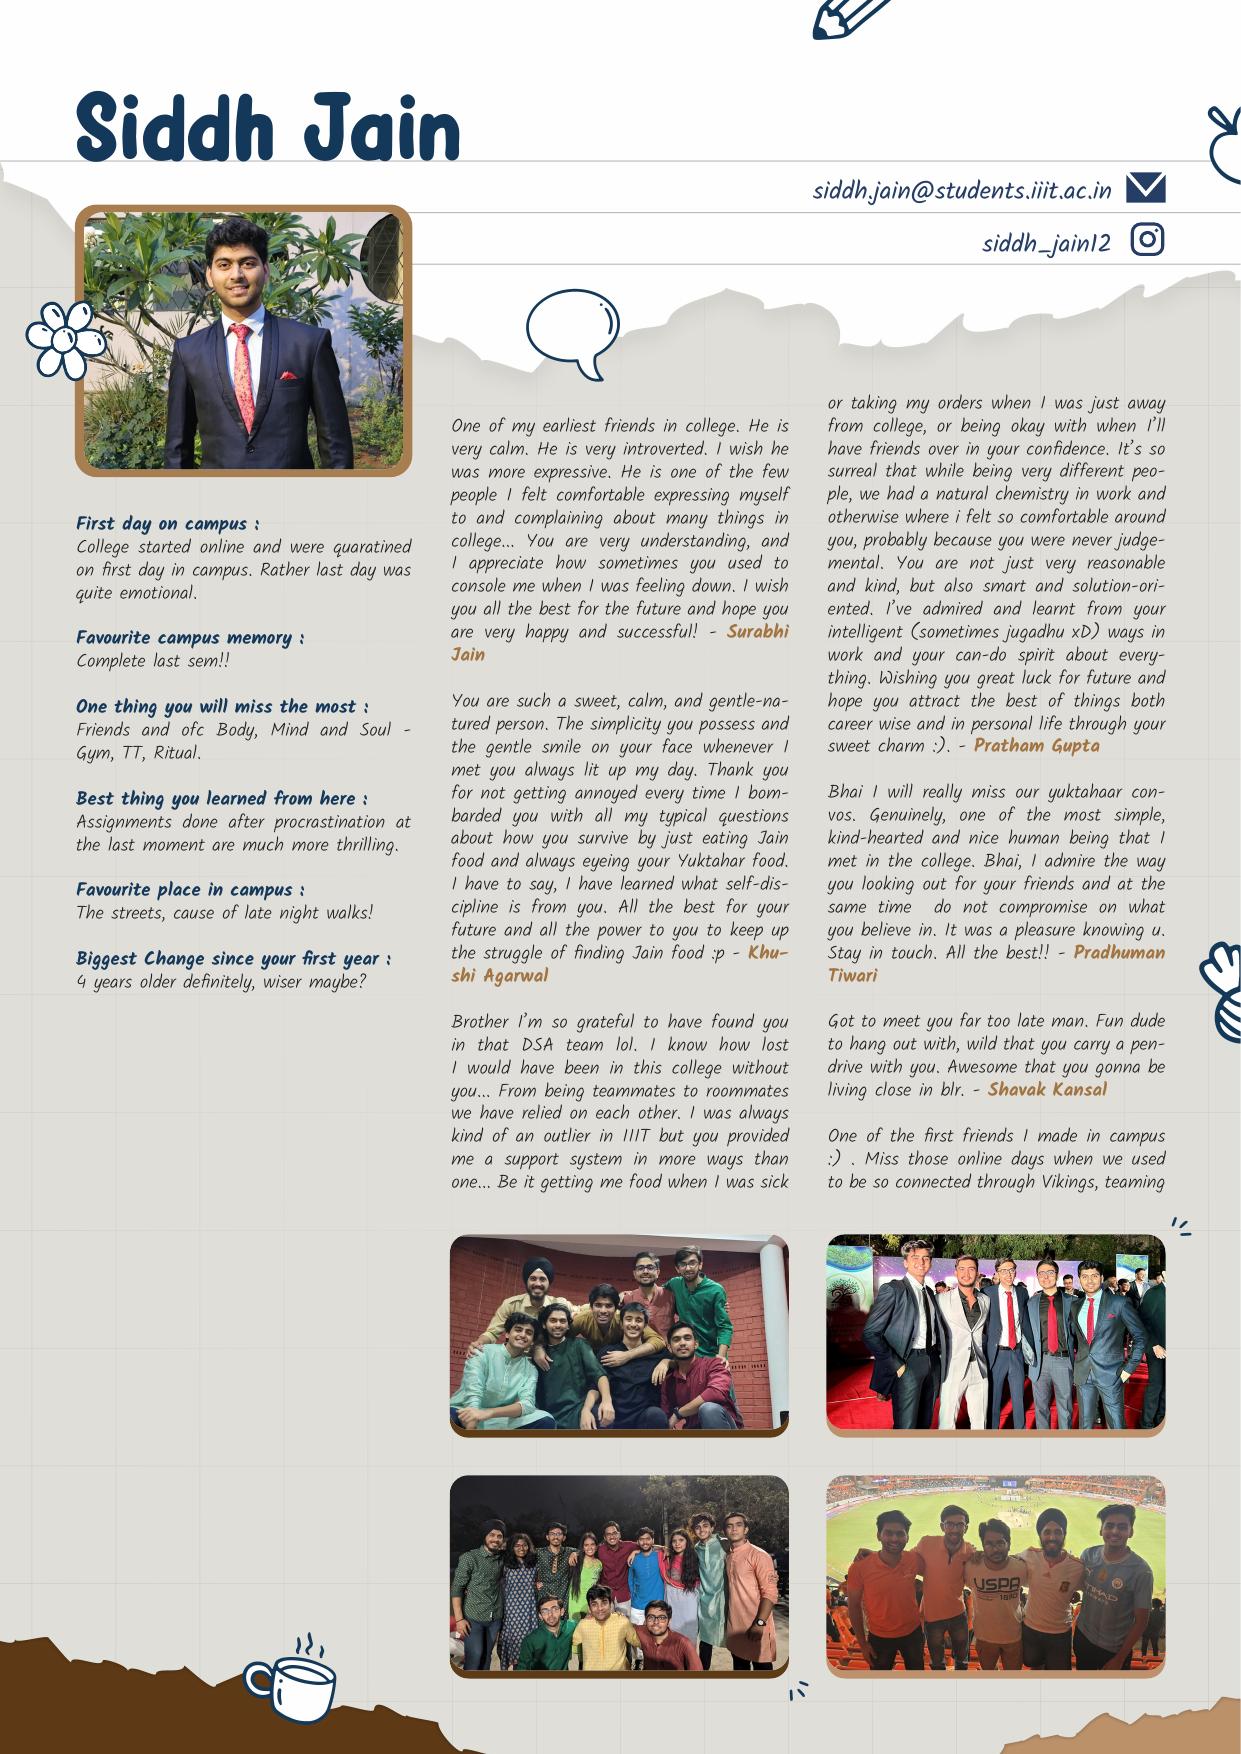 Siddh Jain
siddh.jain@students.iiit.ac.in
siddh_jain12
First day on campus :
College started online and were quaratined
on first day in campus. Rather last day was
quite emotional.
Favourite campus memory :
Complete last sem!!
One thing you will miss the most :
Friends and ofc Body, Mind and Soul -
Gym, TT, Ritual.
Best thing you learned from here :
Assignments done after procrastination at
the last moment are much more thrilling.
Favourite place in campus :
The streets, cause of late night walks!
Biggest Change since your first year :
4 years older definitely, wiser maybe?
One of my earliest friends in college. He is
very calm. He is very introverted. I wish he
was more expressive. He is one of the few
people I felt comfortable expressing myself
to and complaining about many things in
college... You are very understanding, and
I appreciate how sometimes you used to
console me when I was feeling down. I wish
you all the best for the future and hope you
are very happy and successful! - Surabhi
Jain
You are such a sweet, calm, and gentle-na-
tured person. The simplicity you possess and
the gentle smile on your face whenever I
met you always lit up my day. Thank you
for not getting annoyed every time I bom-
barded you with all my typical questions
about how you survive by just eating Jain
food and always eyeing your Yuktahar food.
I have to say, I have learned what self-dis-
cipline is from you. All the best for your
future and all the power to you to keep up
the struggle of finding Jain food :p - Khu-
shi Agarwal
Brother I'm so grateful to have found you
in that DSA team lol. I know how lost
I would have been in this college without
you... From being teammates to roommates
we have relied on each other. I was always
kind of an outlier in IIIT but you provided
me a support system in more ways than
one... Be it getting me food when I was sick
or taking my orders when I was just away
from college, or being okay with when I'll
have friends over in your confidence. It's so
surreal that while being very different peo-
ple, we had a natural chemistry in work and
otherwise where i felt so comfortable around
you, probably because you were never judge-
mental. You are not just very reasonable
and kind, but also smart and solution-ori-
ented. I've admired and learnt from your
intelligent (sometimes jugadhu xD) ways in
work and your can-do spirit about every-
thing. Wishing you great luck for future and
hope you attract the best of things both
career wise and in personal life through your
sweet charm :). - Pratham Gupta
Bhai I will really miss our yuktahaar con-
vos. Genuinely, one of the most simple,
kind-hearted and nice human being that I
met in the college. Bhai, I admire the way
you looking out for your friends and at the
same time do not compromise on what
you believe in. It was a pleasure knowing u.
Stay in touch. All the best!! - Pradhuman
Tiwari
Got to meet you far too late man. Fun dude
to hang out with, wild that you carry a pen-
drive with you. Awesome that you gonna be
living close in blr. - Shavak Kansal
One of the first friends I made in campus
:) . Miss those online days when we used
to be so connected through Vikings, teaming
USPA